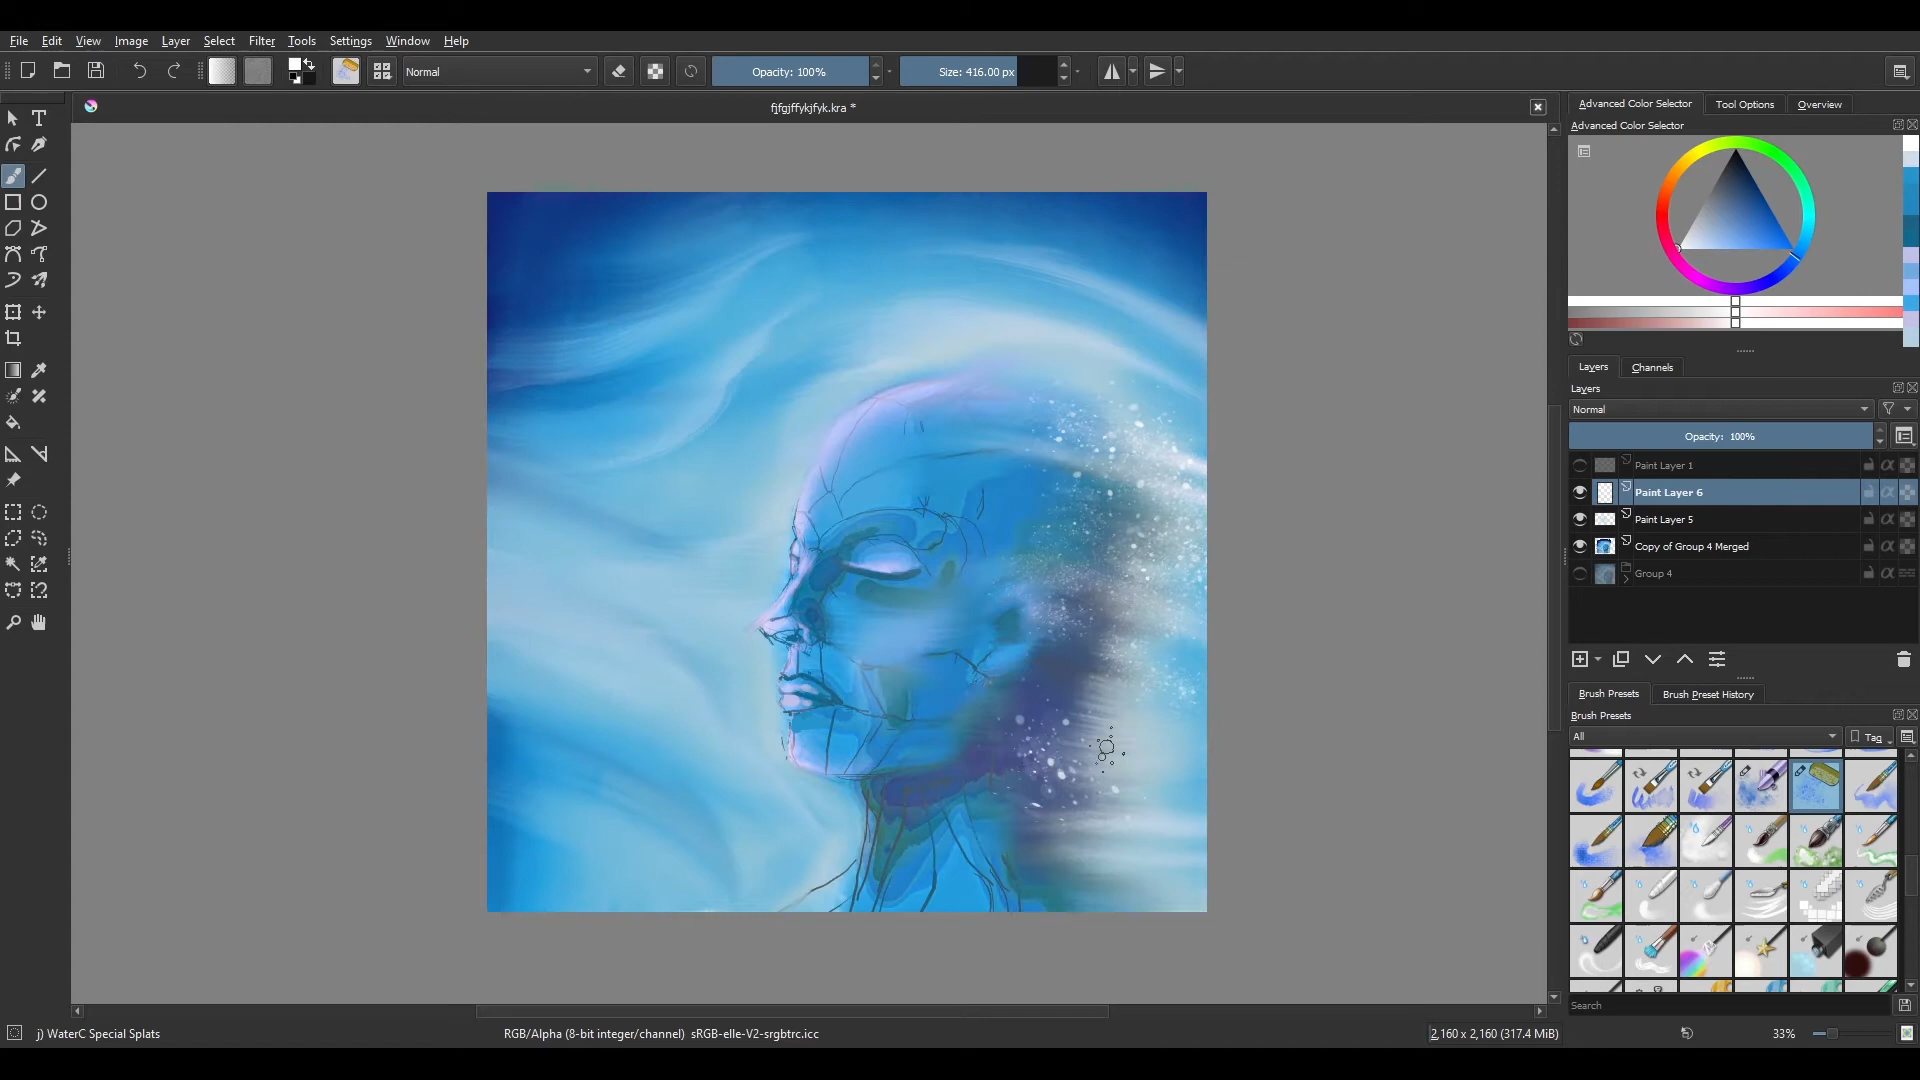 File Edit View Image Layer Select Filter Tools Settings Window Help
Normal
Opacity: 100%
Size: 416.00 px
fjfgjffykjfyk.kra *
Advanced Color Selector Tool Options Overview
Advanced Color Selector
Layers Channels
Layers
Normal
Opacity: 100%
Paint Layer 1
Paint Layer 6
Paint Layer 5
Copy of Group 4 Merged
Group 4
Brush Presets Brush Preset History
Brush Presets
All Tag
Search
j) WaterC Special Splats RGB/Alpha (8-bit integer/channel) sRGB-elle-V2-srgbtrc.icc 2,160 x 2,160 (317.4 MiB) 33%